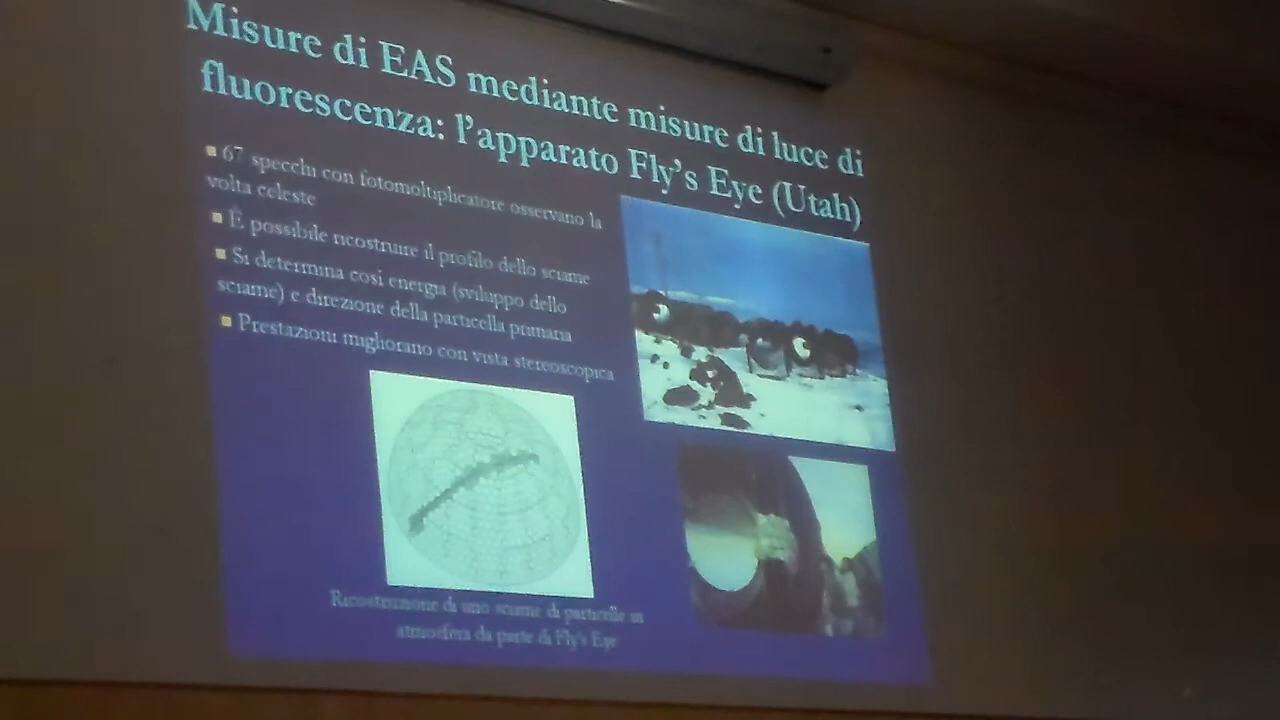 Misure di EAS mediante misure di luce di
fluorescenza: l'apparato Fly's Eye (Utah)
67 specchi con fotomoltiplicatore osservano la
volta celeste
È possibile ricostruire il profilo dello sciame
Si determina così energia (sviluppo dello
sciame) e direzione della particella primaria
Prestazioni migliorano con vista stereoscopica
Ricostruzione di uno sciame di particelle in
atmosfera da parte di Fly's Eye